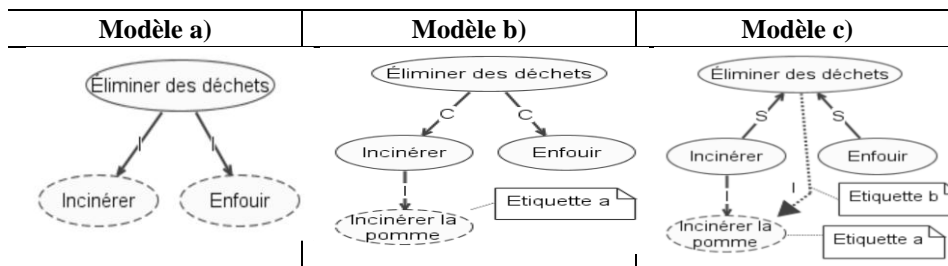 Modèle a) Modèle b) Modèle c)
Éliminer des déchets
I I
Incinérer Enfouir
Éliminer des déchets
C C
Incinérer Enfouir
I
Incinérer la
pomme
Etiquette a
Éliminer des déchets
S S
Incinérer Enfouir
I I
Etiquette b
Incinérer la
pomme
Etiquette a